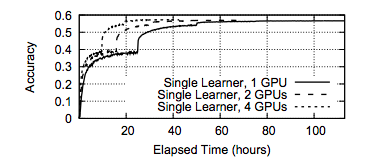 0.6
0.5
0.4
0.3
0.2
0.1
0
Accuracy
Single Learner, 1 GPU
Single Learner, 2 GPUs
Single Learner, 4 GPUs
20 40 60 80 100
Elapsed Time (hours)